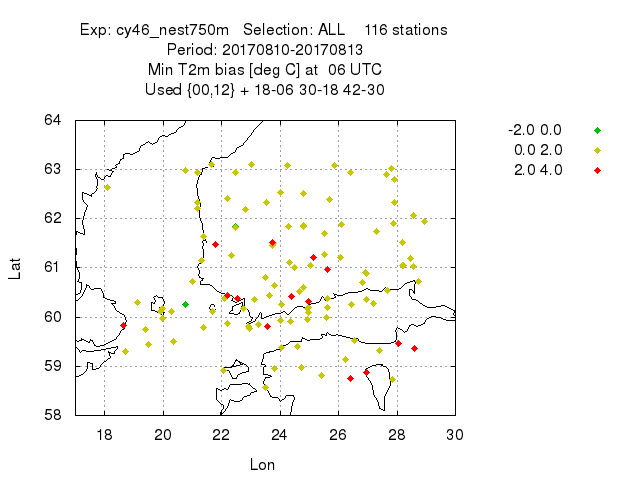 Exp: cy46_nest750m   Selection: ALL    116 stations
Period: 20170810-20170813
Min T2m bias [deg C] at  06 UTC
Used {00,12} + 18-06 30-18 42-30
-2.0 0.0
0.0 2.0
2.0 4.0
64
63
62
61
60
59
58
Lat
18 20 22 24 26 28 30
Lon